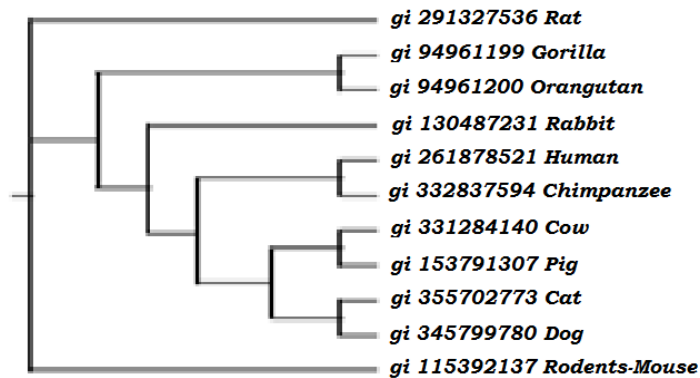 gi 291327536 Rat
gi 94961199 Gorilla
gi 94961200 Orangutan
gi 130487231 Rabbit
gi 261878521 Human
gi 332837594 Chimpanzee
gi 331284140 Cow
gi 153791307 Pig
gi 355702773 Cat
gi 345799780 Dog
gi 115392137 Rodents-Mouse